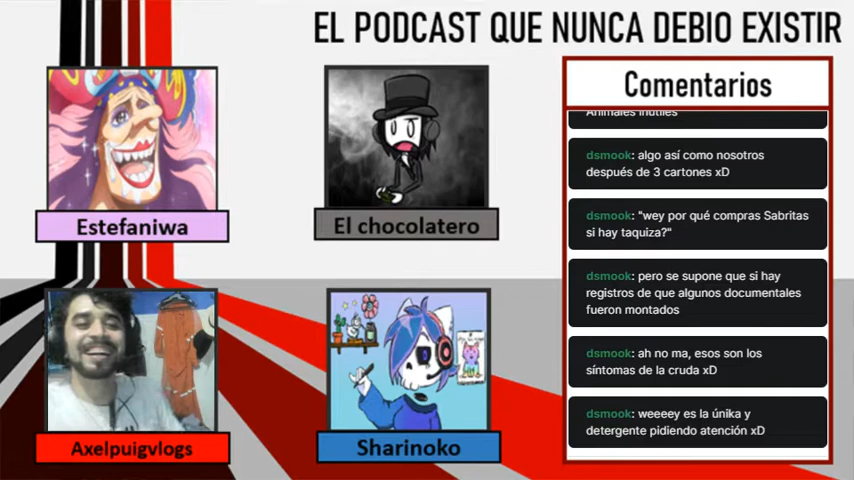 EL PODCAST QUE NUNCA DEBIO EXISTIR
Estefaniwa
El chocolatero
Axelpuigvlogs
Sharinoko
Comentarios
Animales inutiles
dsmook: algo así como nosotros
después de 3 cartones xD
dsmook: "wey por qué compras Sabritas
si hay taquiza?"
dsmook: pero se supone que si hay
registros de que algunos documentales
fueron montados
dsmook: ah no ma, esos son los
síntomas de la cruda xD
dsmook: weeeey es la únika y
detergente pidiendo atención xD